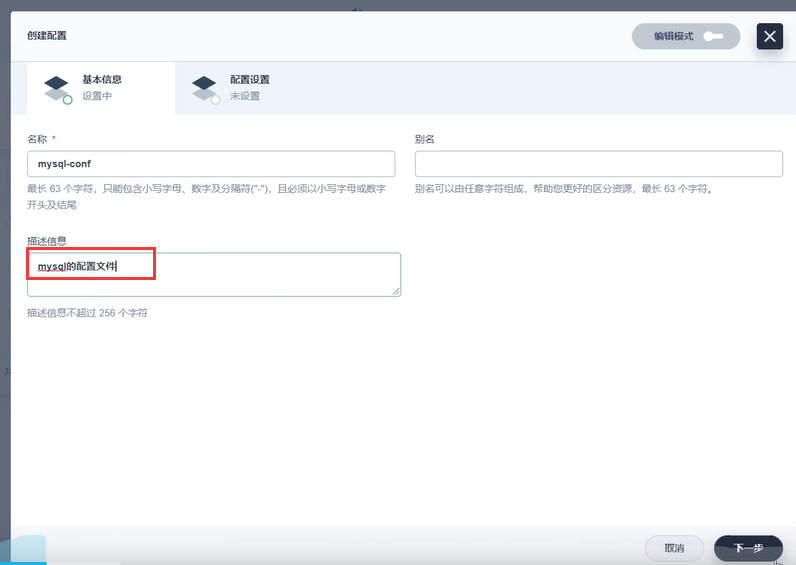 创建配置
编辑模式
基本信息
设置中
配置设置
未设置
名称 *
mysql-conf
最长 63 个字符，只能包含小写字母、数字及分隔符("-")，且必须以小写字母或数字
开头及结尾
别名
别名可以由任意字符组成，帮助您更好的区分资源，最长 63 个字符。
描述信息
mysql的配置文件
描述信息不超过 256 个字符
取消
下一步